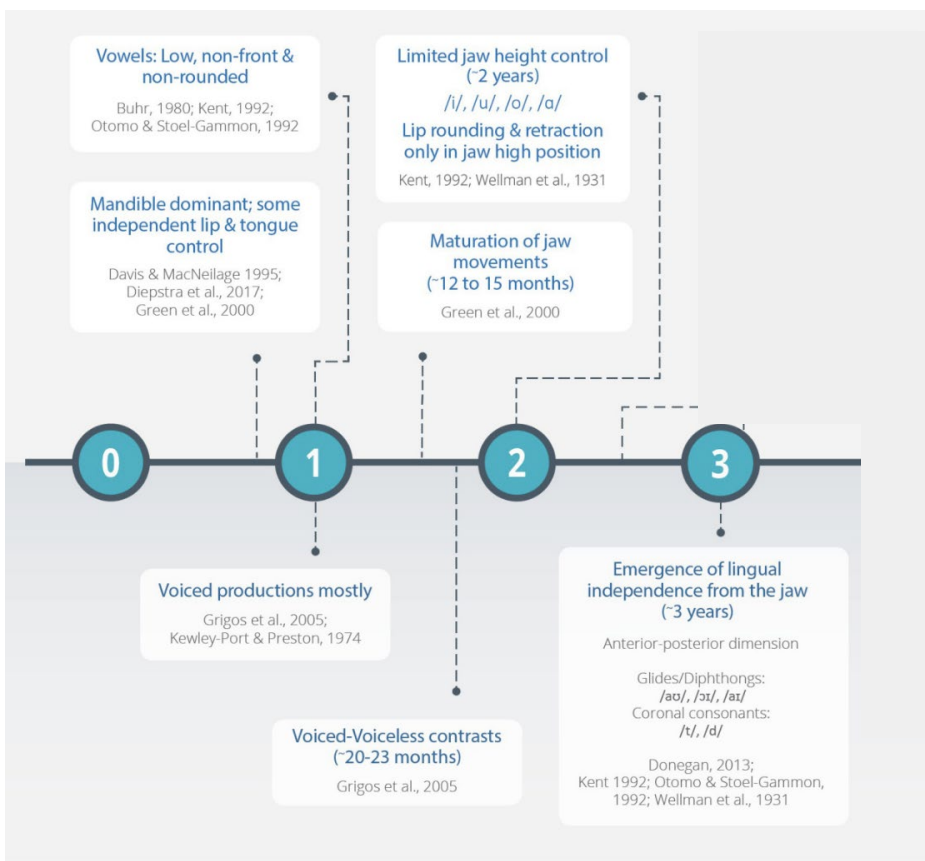 Vowels: Low, non-front &
non-rounded
Buhr, 1980; Kent, 1992;
Otomo & Stoel-Gammon, 1992
Mandible dominant; some
independent lip & tongue
control
Davis & MacNeilage 1995;
Diepstra et al., 2017;
Green et al., 2000
Limited jaw height control
(~2 years)
/i/, /u/, /o/, /ɑ/
Lip rounding & retraction
only in jaw high position
Kent, 1992; Wellman et al., 1931
Maturation of jaw
movements
(~12 to 15 months)
Green et al., 2000
0
1
2
3
Voiced productions mostly
Grigos et al., 2005;
Kewley-Port & Preston, 1974
Voiced-Voiceless contrasts
(~20-23 months)
Grigos et al., 2005
Emergence of lingual
independence from the jaw
(~3 years)
Anterior-posterior dimension
Glides/Diphthongs:
/aʊ/, /ɔɪ/, /aɪ/
Coronal consonants:
/t/, /d/
Donegan, 2013;
Kent 1992; Otomo & Stoel-Gammon,
1992; Wellman et al., 1931